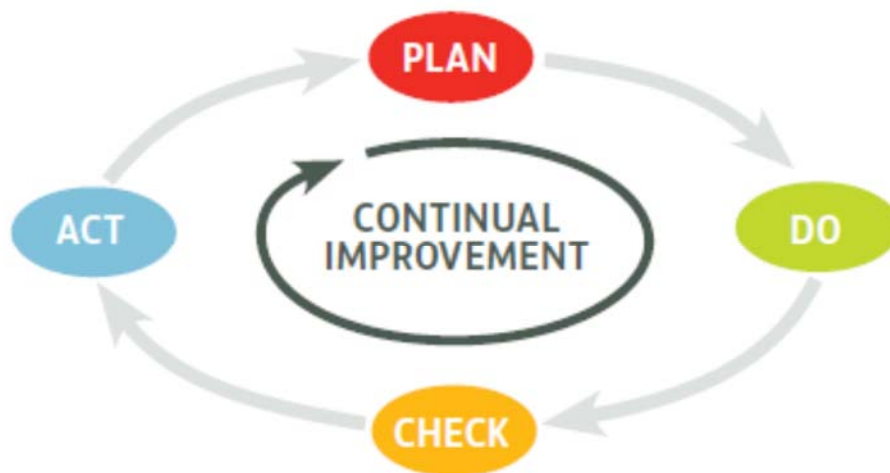 PLAN
ACT
CONTINUAL
IMPROVEMENT
DO
CHECK